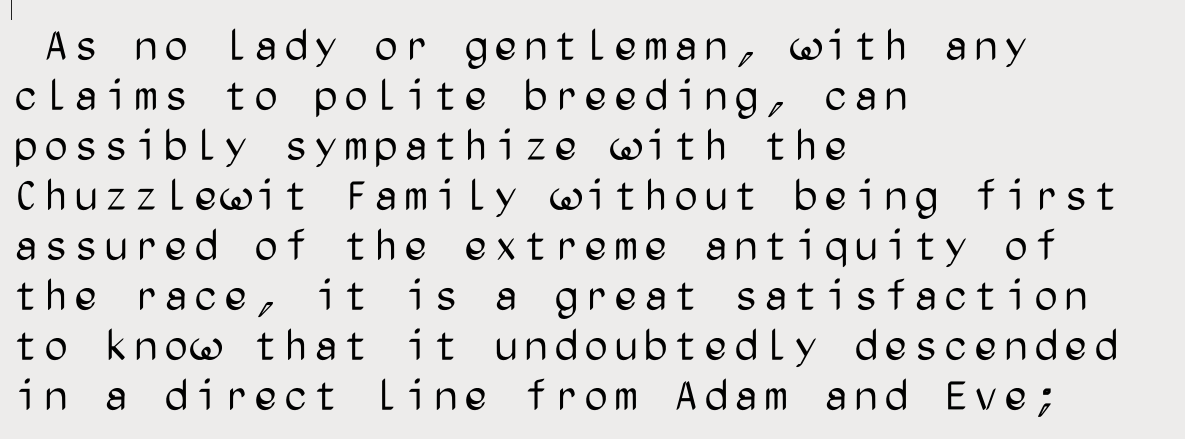 As no lady or gentleman, with any
claims to polite breeding, can
possibly sympathize with the
Chuzzlewit Family without being first
assured of the extreme antiquity of
the race, it is a great satisfaction
to know that it undoubtedly descended
in a direct line from Adam and Eve;